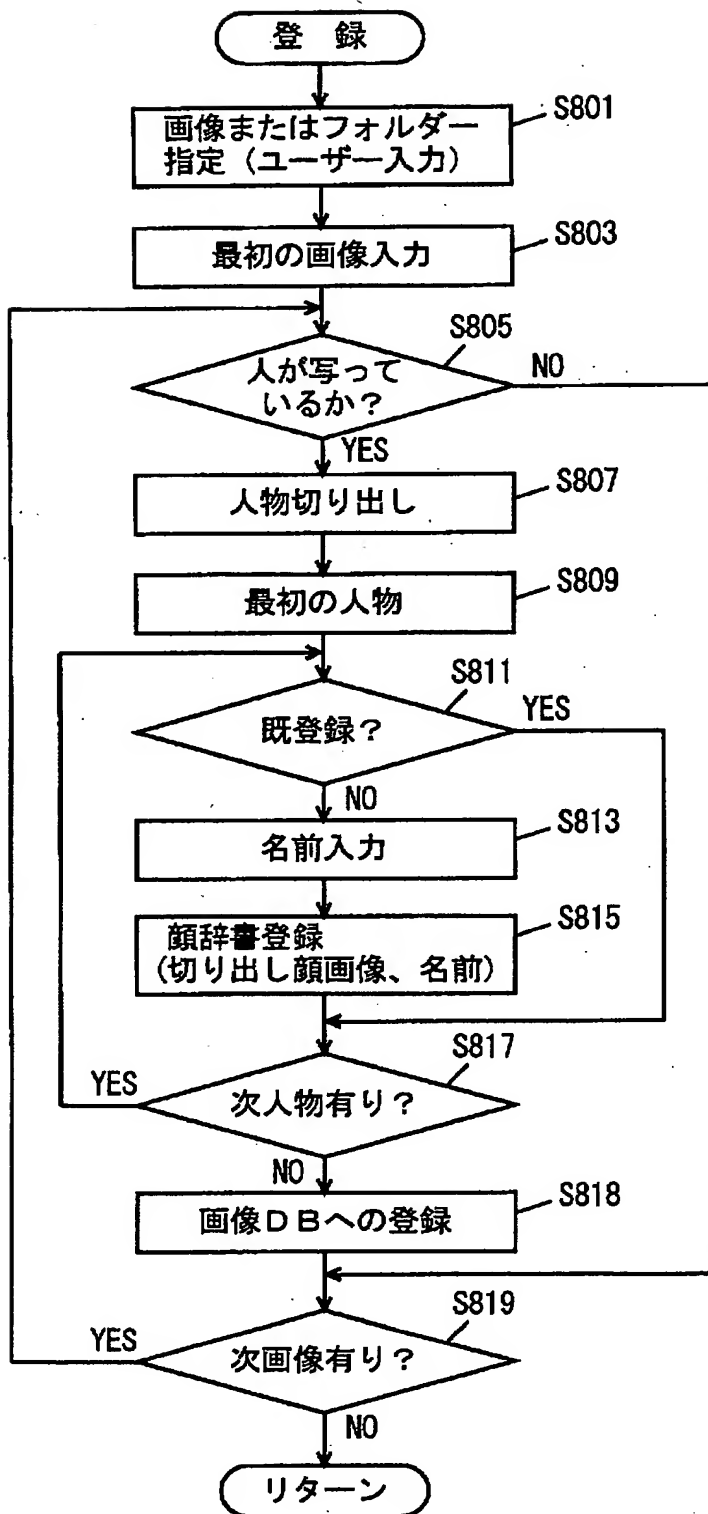 登 録
S801
画像またはフォルダー
指定（ユーザー入力）
S803
最初の画像入力
S805
人が写って
いるか？
NO
YES
S807
人物切り出し
S809
最初の人物
S811
既登録？
YES
NO
S813
名前入力
S815
顔辞書登録
（切り出し顔画像、名前）
S817
次人物有り？
YES
NO
S818
画像ＤＢへの登録
S819
次画像有り？
YES
NO
リターン